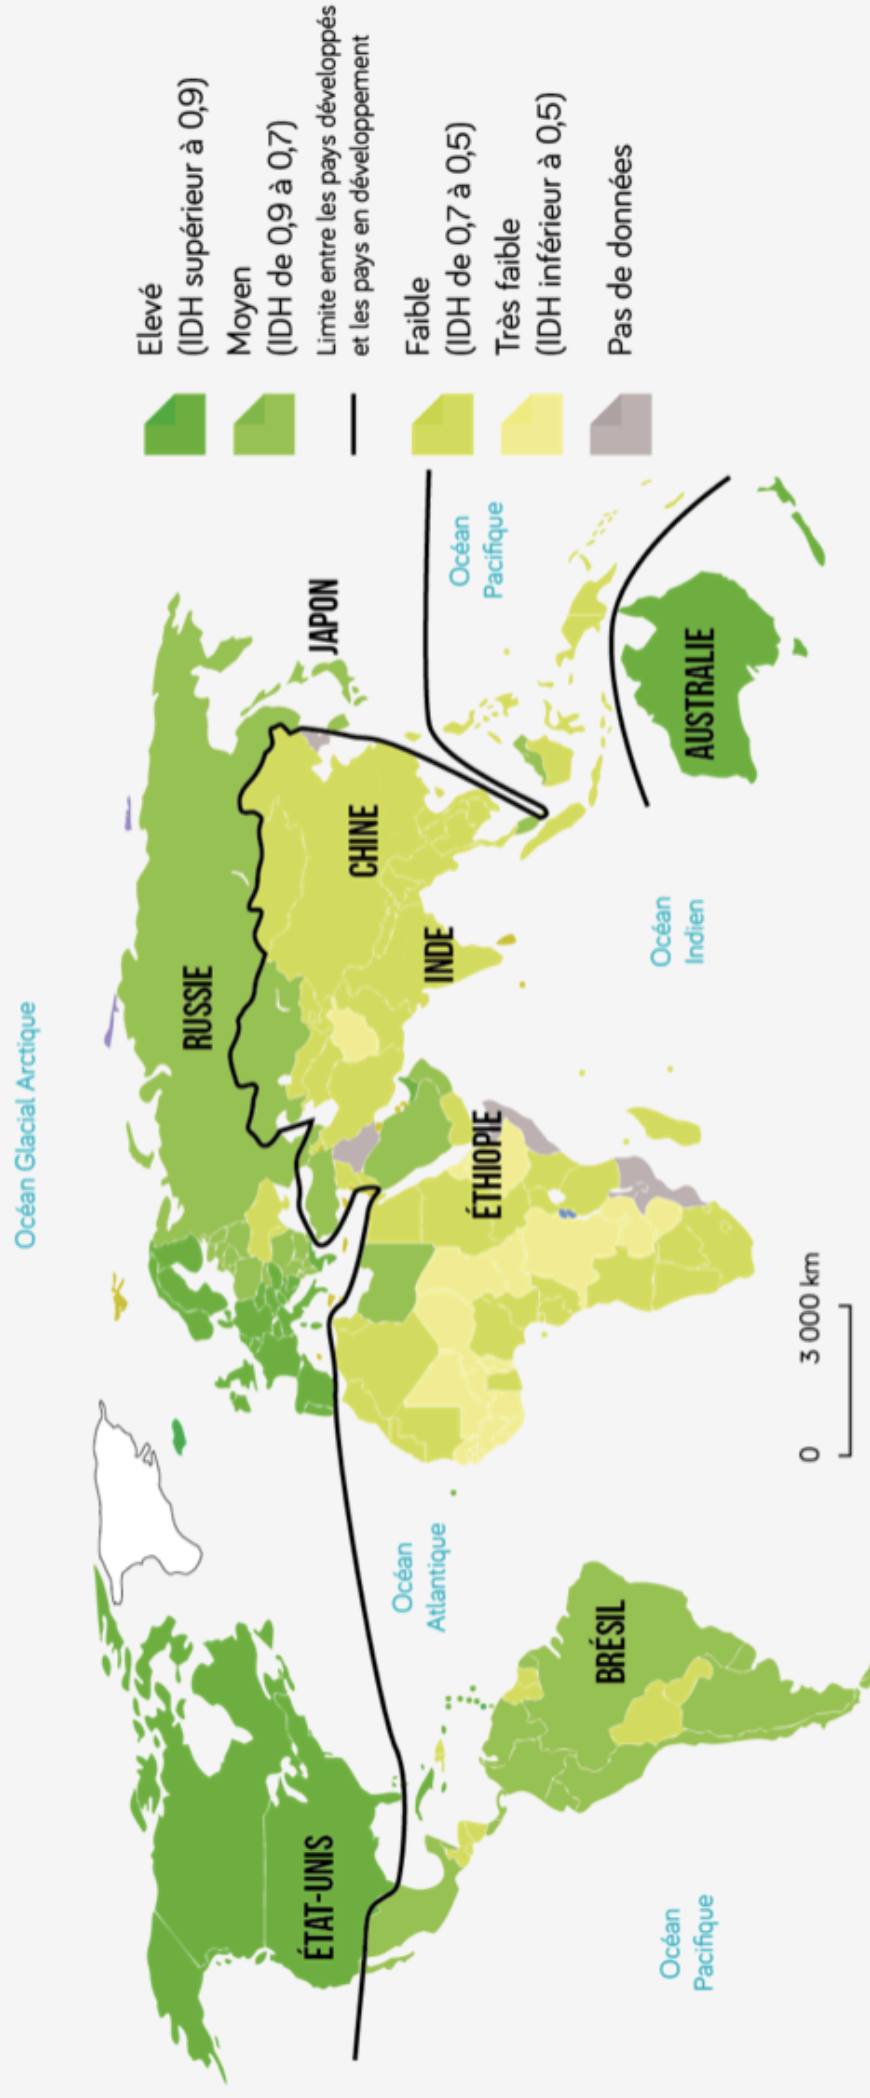 Océan Glacial Arctique
RUSSIE
JAPON
ÉTAT-UNIS
CHINE
INDE
Océan
Atlantique
Océan
Pacifique
ÉTHIOPIE
BRÉSIL
Océan
Pacifique
Océan
Indien
AUSTRALIE
0 3 000 km
Elevé
(IDH supérieur à 0,9)
Moyen
(IDH de 0,9 à 0,7)
Limite entre les pays développés
et les pays en développement
Faible
(IDH de 0,7 à 0,5)
Très faible
(IDH inférieur à 0,5)
Pas de données